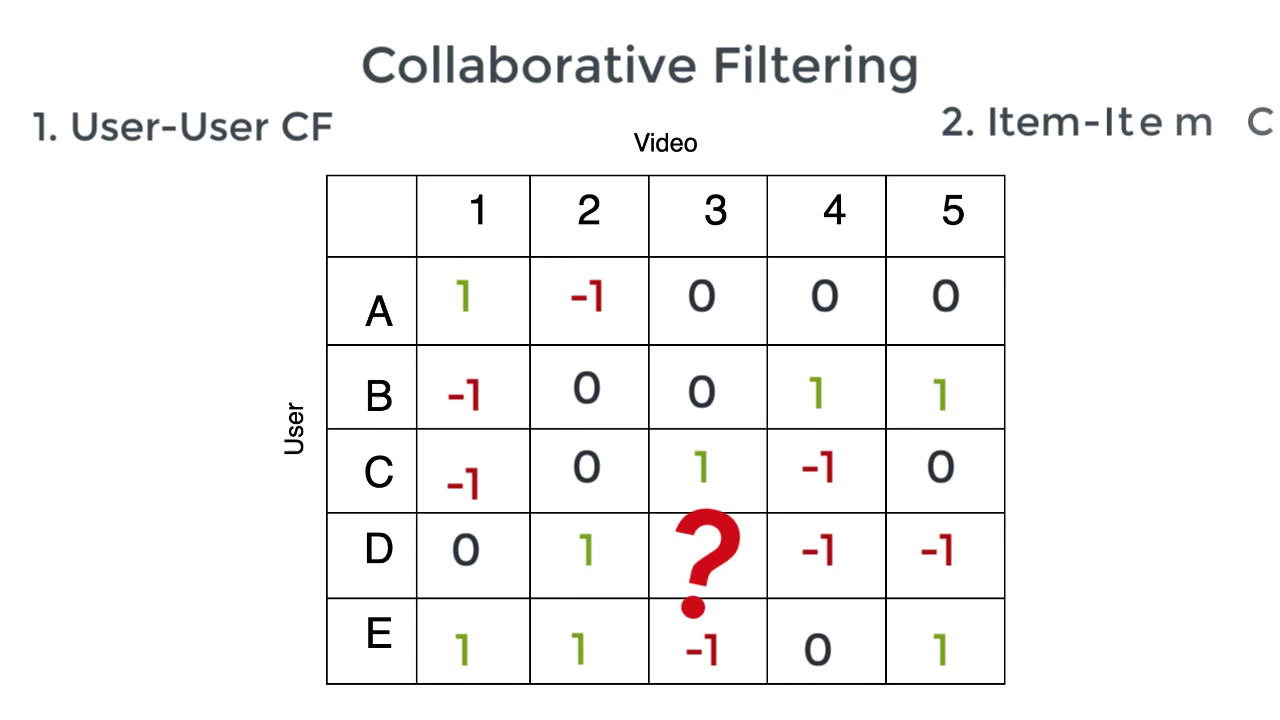 Collaborative Filtering
1. User-User CF
2. Item-Item C
Video
User
1 2 3 4 5
A 1 -1 0 0 0
B -1 0 0 1 1
C -1 0 1 -1 0
D 0 1 ? -1 -1
E 1 1 -1 0 1